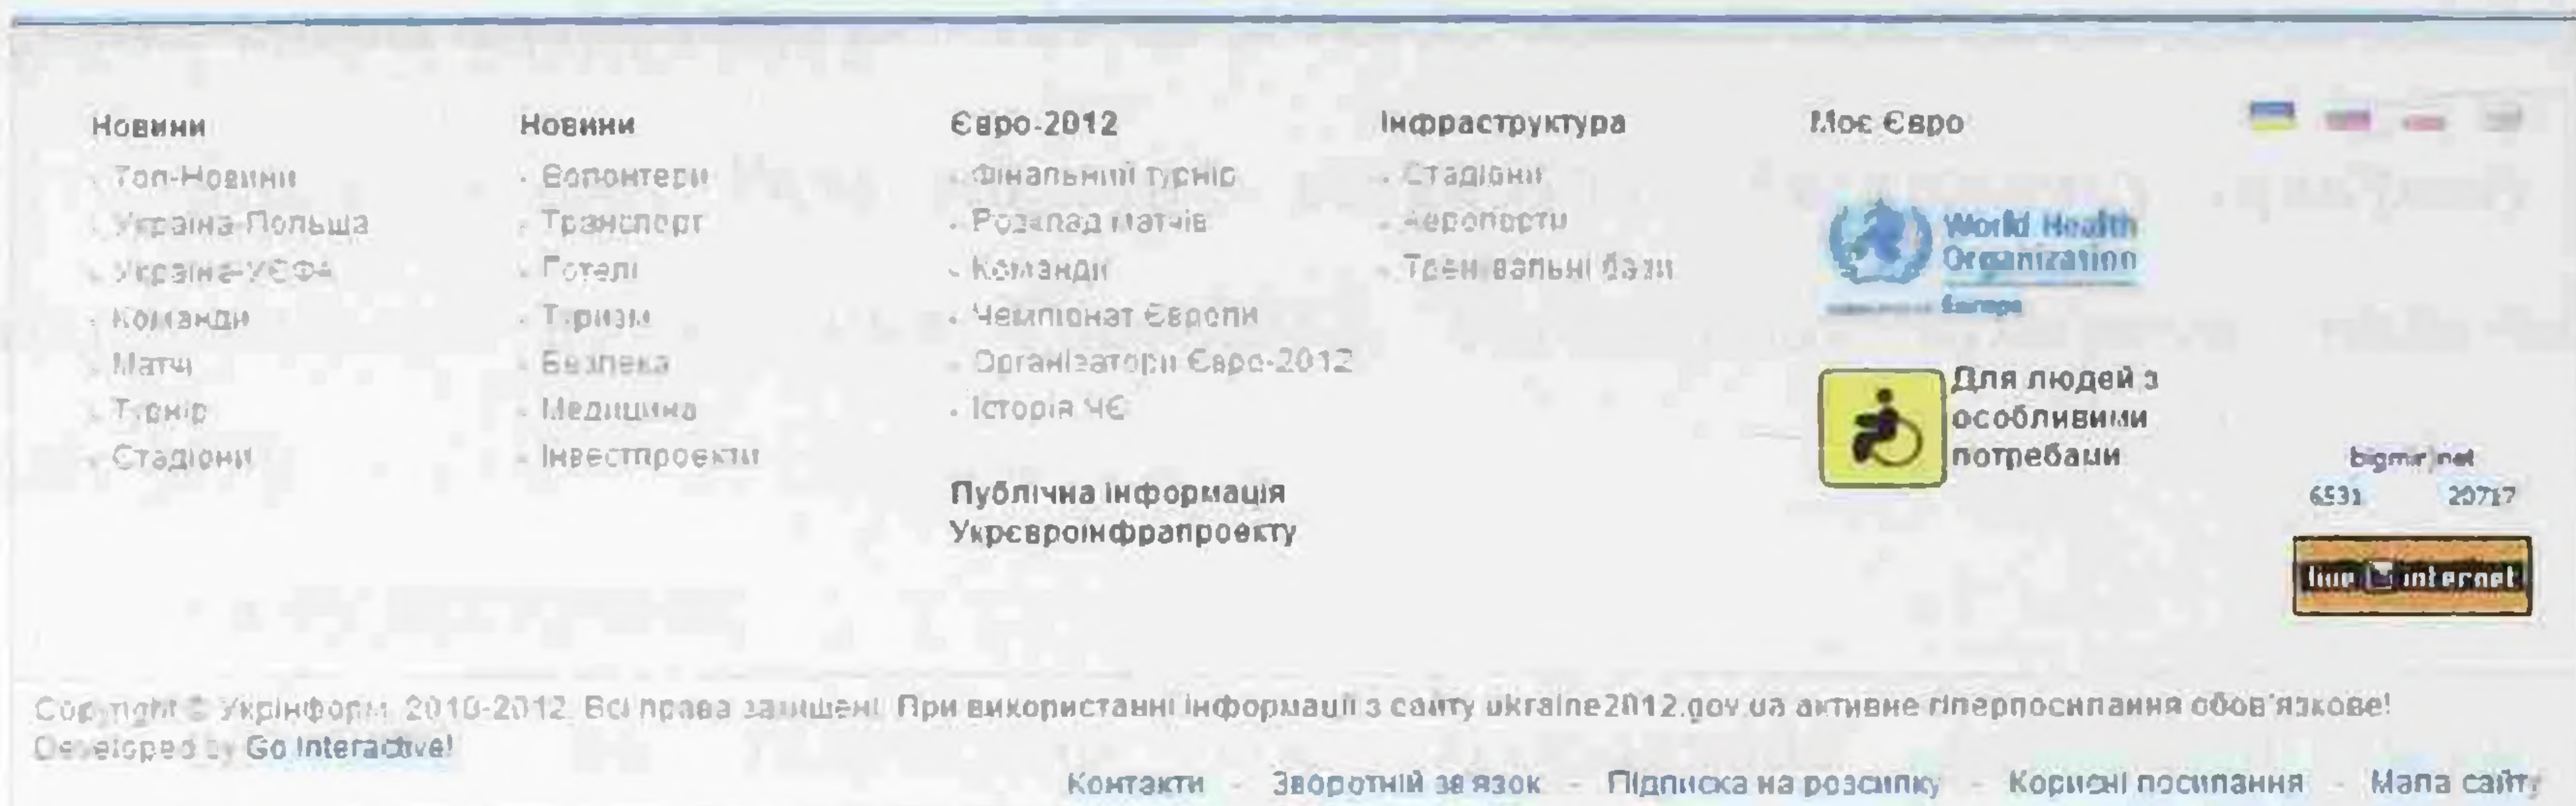 Новини
Топ-Новини
Україна-Польша
Україна-УЄФА
Команди
Матчі
Турнір
Стадіони
Новини
Волонтери
Транспорт
Готелі
Туризм
Безпека
Медицина
Інвестпроекти
Євро-2012
Фінальний турнір
Розклад матчів
Команди
Чемпіонат Європи
Організатори Євро-2012
Історія ЧЄ
Публічна інформація
Укрєвроінфрапроекту
Інфраструктура
Стадіони
Аеропорти
Тренувальні бази
Моє Євро
World Health
Organization
Europe
Для людей з
особливими
потребами
bigmir)net
6531 20717
live internet
Copyright © Укрінформ, 2010-2012. Всі права захищені. При використанні інформації з сайту ukraine2012.gov.ua активне гіперпосилання обов'язкове!
Developed by Go Interactive!
Контакти - Зворотній зв'язок - Підписка на розсилку - Корисні посилання - Мапа сайту